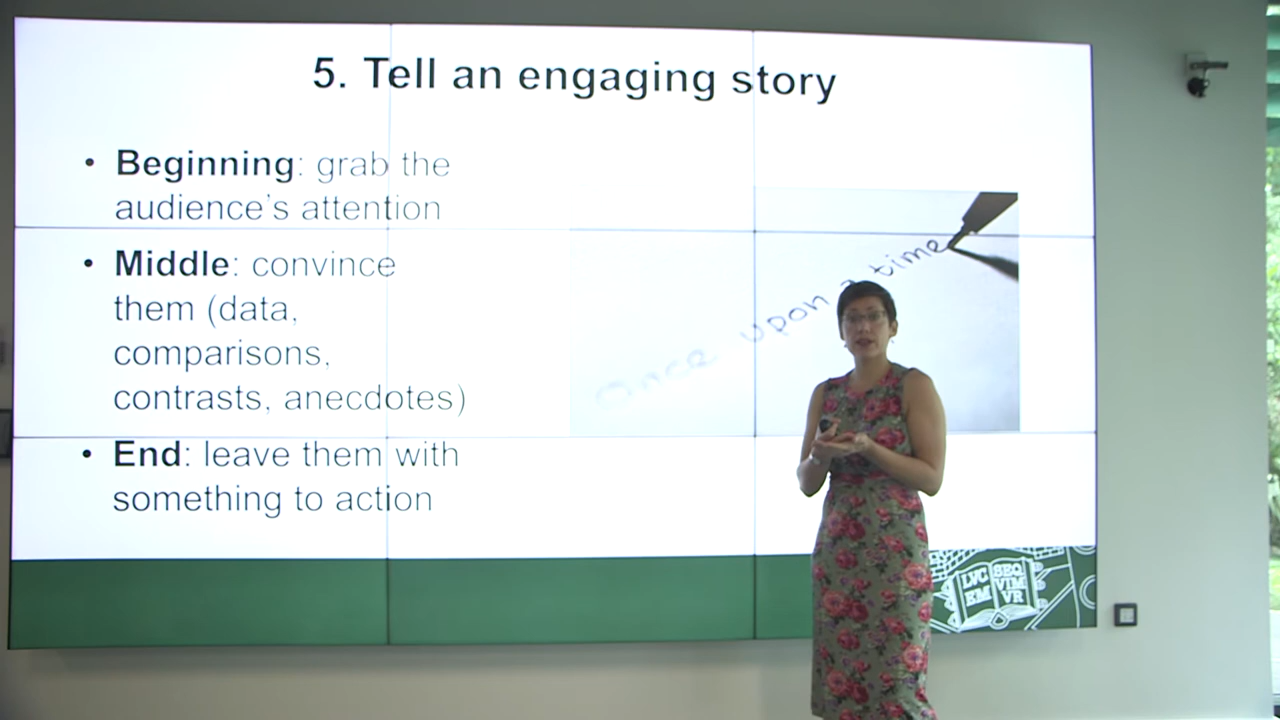 5. Tell an engaging story
• Beginning: grab the
audience's attention
• Middle: convince
them (data,
comparisons,
contrasts, anecdotes)
• End: leave them with
something to action
Once upon a time
LVC
EM
SEQ
VIM
VR